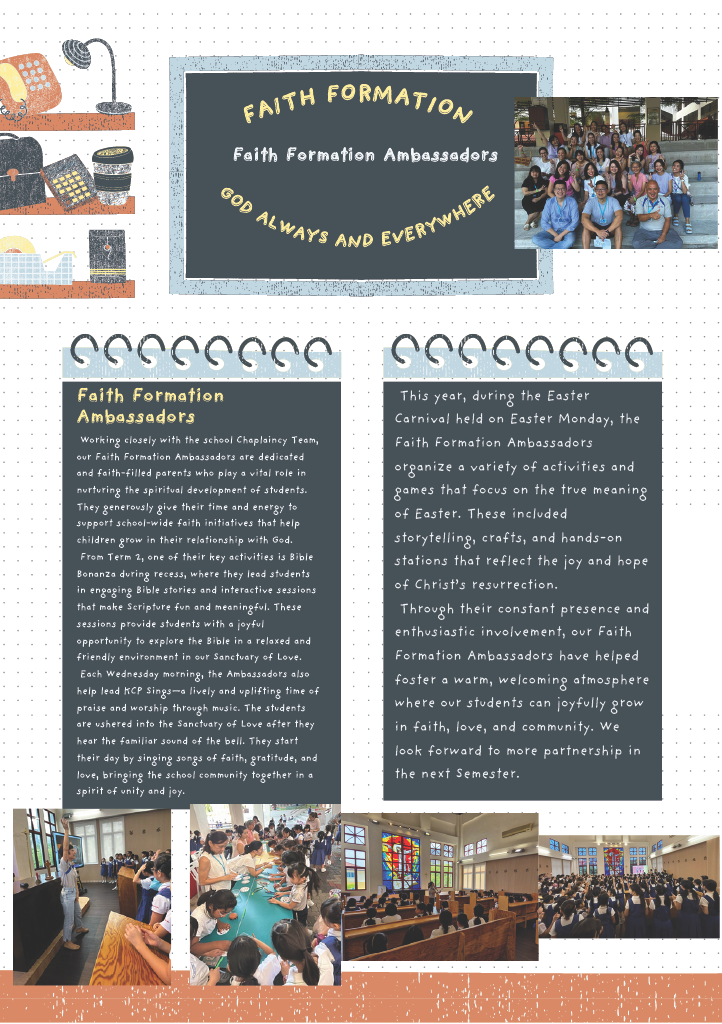 FAITH FORMATION
Faith Formation Ambassadors
GOD ALWAYS AND EVERYWHERE
Faith Formation
Ambassadors
Working closely with the school Chaplaincy Team,
our Faith Formation Ambassadors are dedicated
and faith-filled parents who play a vital role in
nurturing the spiritual development of students.
They generously give their time and energy to
support school-wide faith initiatives that help
children grow in their relationship with God.
From Term 2, one of their key activities is Bible
Bonanza during recess, where they lead students
in engaging Bible stories and interactive sessions
that make Scripture fun and meaningful. These
sessions provide students with a joyful
opportunity to explore the Bible in a relaxed and
friendly environment in our Sanctuary of Love.
Each Wednesday morning, the Ambassadors also
help lead KCP Sings—a lively and uplifting time of
praise and worship through music. The students
are ushered into the Sanctuary of Love after they
hear the familiar sound of the bell. They start
their day by singing songs of faith, gratitude, and
love, bringing the school community together in a
spirit of unity and joy.
This year, during the Easter
Carnival held on Easter Monday, the
Faith Formation Ambassadors
organize a variety of activities and
games that focus on the true meaning
of Easter. These included
storytelling, crafts, and hands-on
stations that reflect the joy and hope
of Christ's resurrection.
Through their constant presence and
enthusiastic involvement, our Faith
Formation Ambassadors have helped
foster a warm, welcoming atmosphere
where our students can joyfully grow
in faith, love, and community. We
look forward to more partnership in
the next Semester.